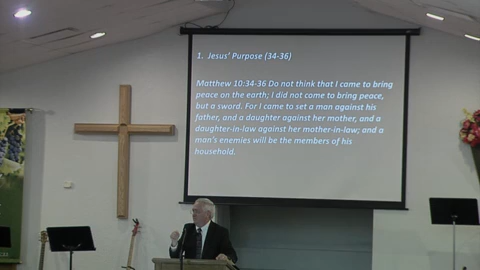 1. Jesus' Purpose (34-36)
Matthew 10:34-36 Do not think that I came to bring
peace on the earth; I did not come to bring peace,
but a sword. For I came to set a man against his
father, and a daughter against her mother, and a
daughter-in-law against her mother-in-law; and a
man's enemies will be the members of his
household.